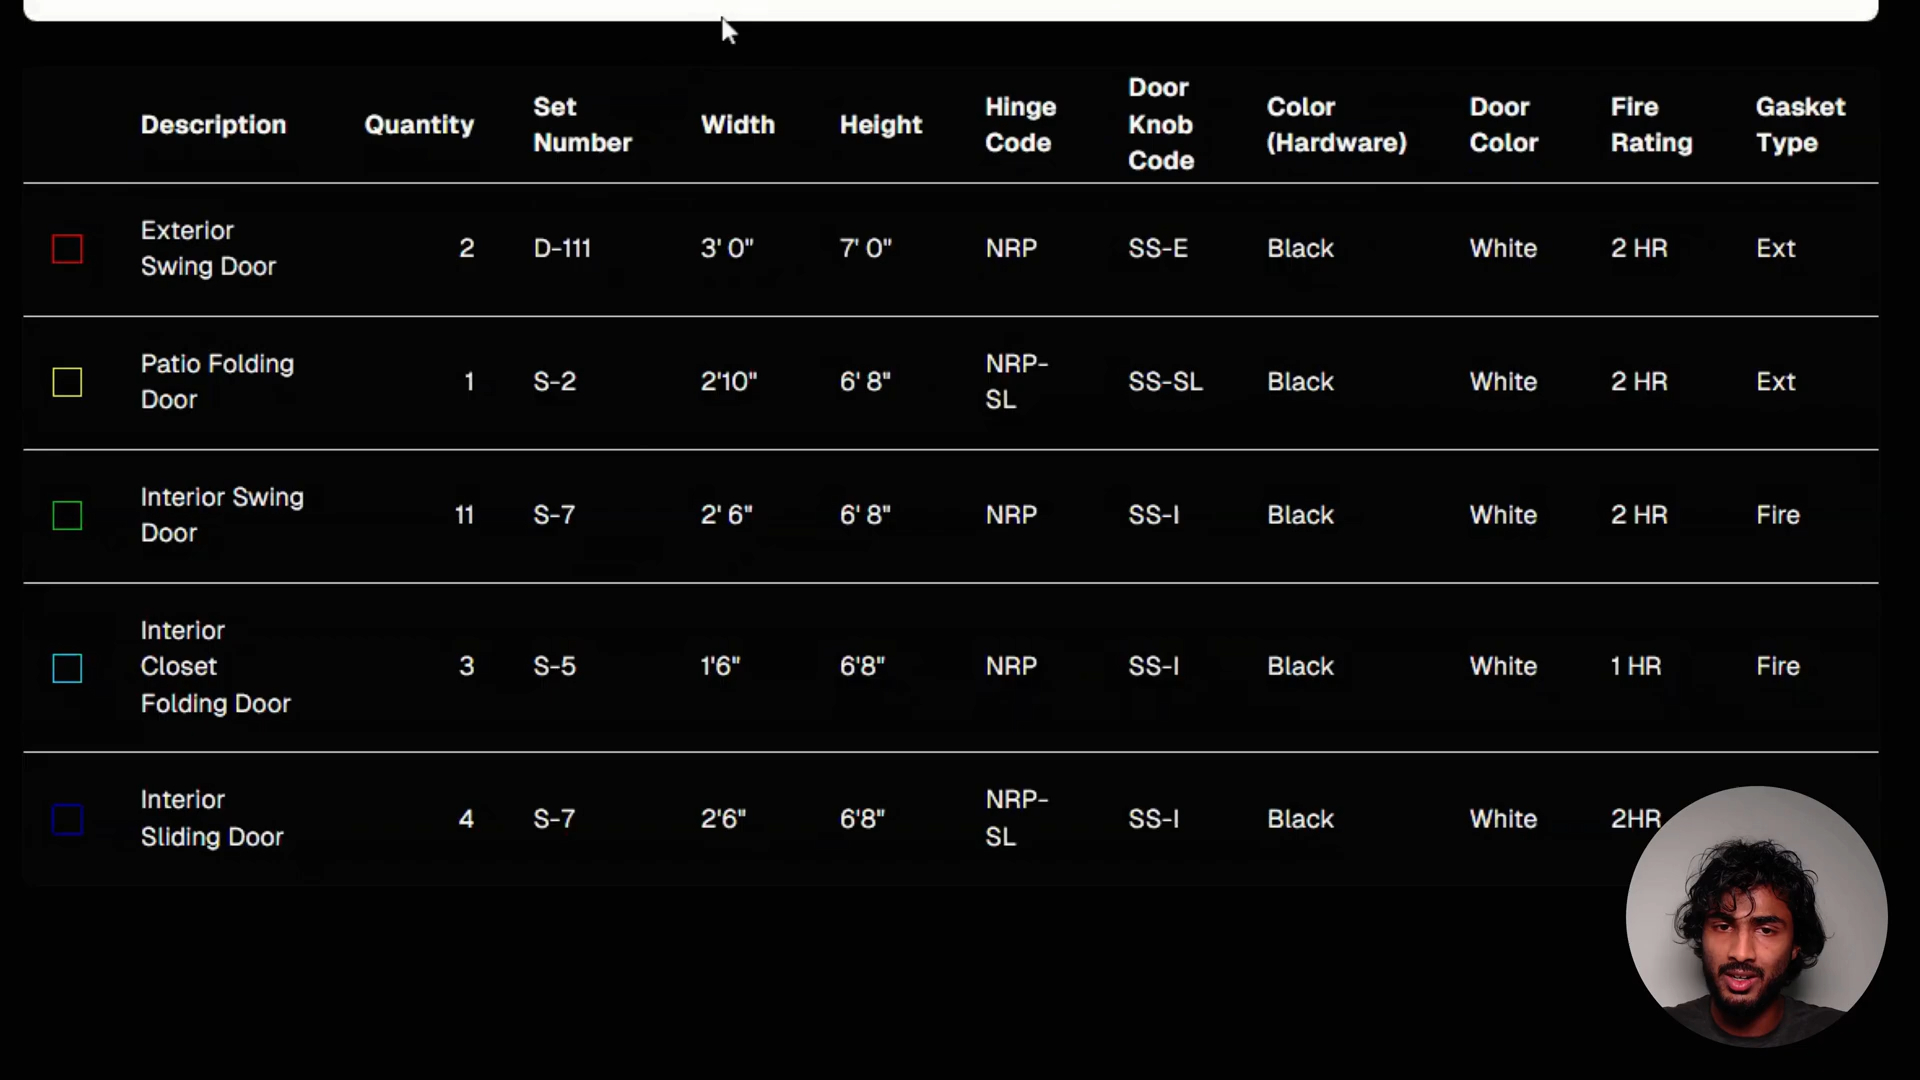 Description Quantity Set Number Width Height Hinge Code Door Knob Code Color (Hardware) Door Color Fire Rating Gasket Type
Exterior Swing Door 2 D-111 3' 0" 7' 0" NRP SS-E Black White 2 HR Ext
Patio Folding Door 1 S-2 2'10" 6' 8" NRP-SL SS-SL Black White 2 HR Ext
Interior Swing Door 11 S-7 2' 6" 6' 8" NRP SS-I Black White 2 HR Fire
Interior Closet Folding Door 3 S-5 1'6" 6'8" NRP SS-I Black White 1 HR Fire
Interior Sliding Door 4 S-7 2'6" 6'8" NRP-SL SS-I Black White 2HR